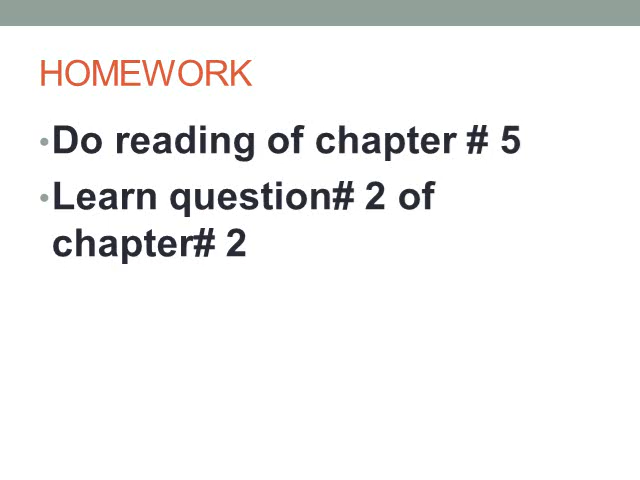 HOMEWORK
•Do reading of chapter # 5
•Learn question# 2 of
chapter# 2